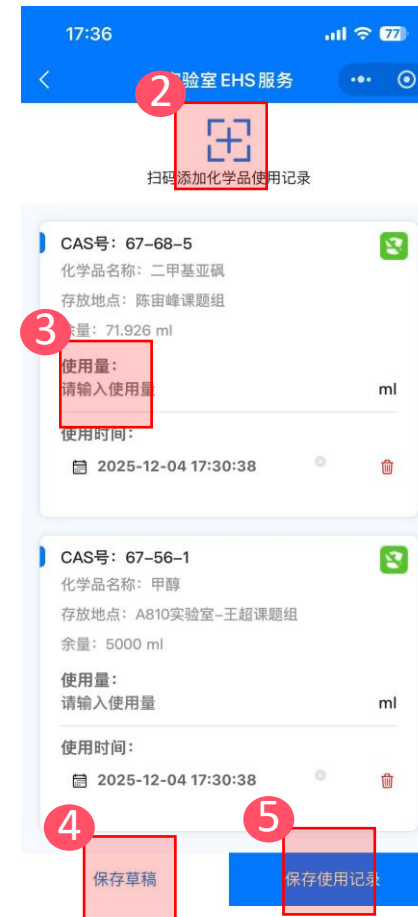 17:36
77
2
实验室EHS服务
扫码添加化学品使用记录
CAS号：67-68-5
化学品名称：二甲基亚砜
存放地点：陈宙峰课题组
3
余量：71.926 ml
使用量：
请输入使用量
ml
使用时间：
2025-12-04 17:30:38
CAS号：67-56-1
化学品名称：甲醇
存放地点：A810实验室-王超课题组
余量：5000 ml
使用量：
请输入使用量
ml
使用时间：
2025-12-04 17:30:38
4
5
保存草稿
保存使用记录